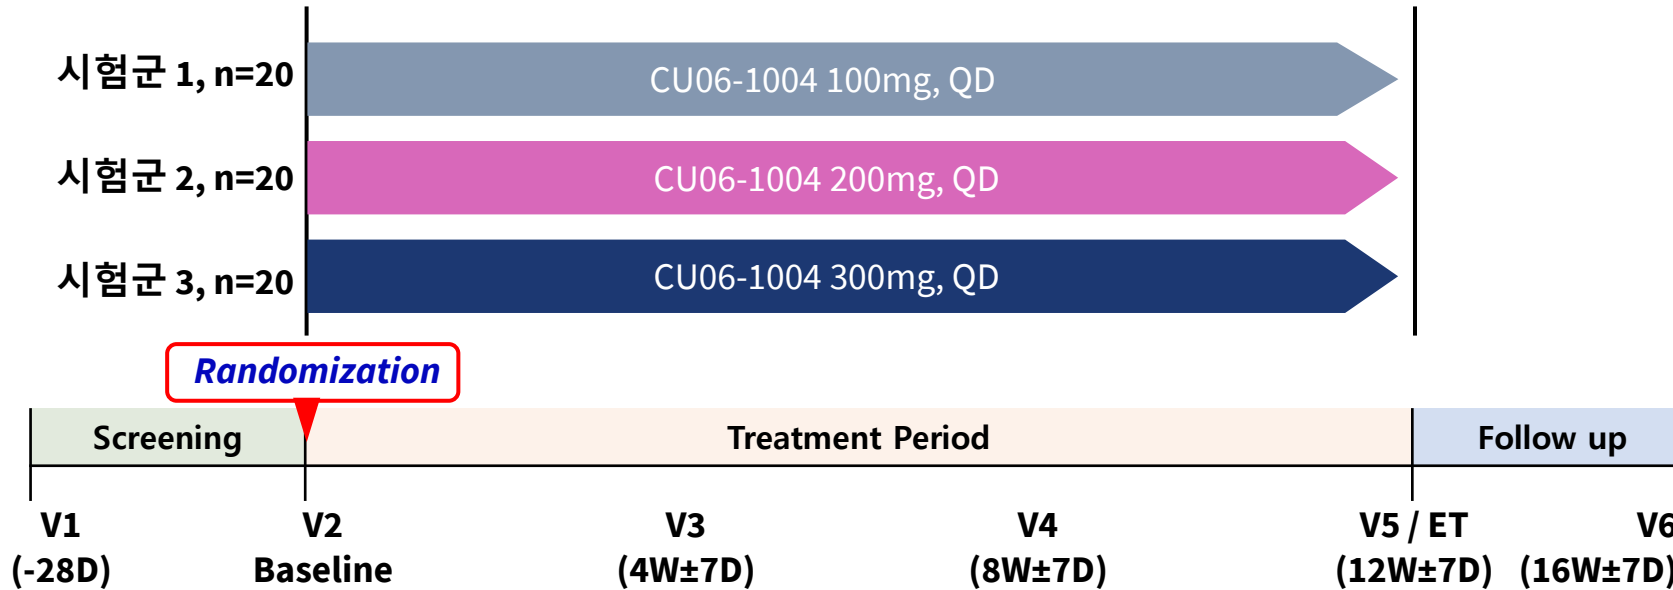 시험군 1, n=20
CU06-1004 100mg, QD
시험군 2, n=20
CU06-1004 200mg, QD
시험군 3, n=20
CU06-1004 300mg, QD
Randomization
Screening
Treatment Period
Follow up
V1
(-28D)
V2
Baseline
V3
(4W±7D)
V4
(8W±7D)
V5 / ET
(12W±7D)
V6
(16W±7D)